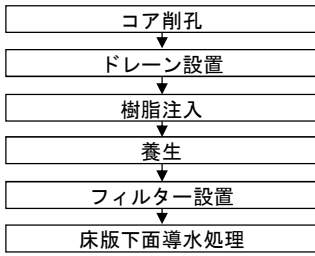 コア削孔
ドレーン設置
樹脂注入
養生
フィルター設置
床版下面導水処理